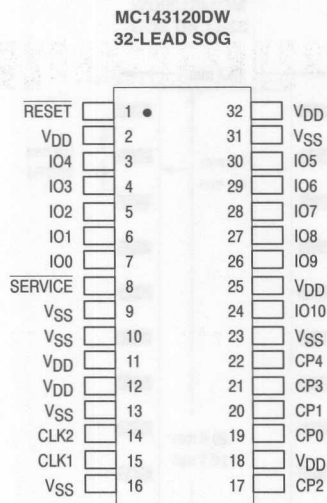 MC143120DW
32-LEAD SOG
RESET 1 32 VDD
VDD 2 31 VSS
IO4 3 30 IO5
IO3 4 29 IO6
IO2 5 28 IO7
IO1 6 27 IO8
IO0 7 26 IO9
SERVICE 8 25 VDD
VSS 9 24 IO10
VSS 10 23 VSS
VDD 11 22 CP4
VDD 12 21 CP3
VSS 13 20 CP1
CLK2 14 19 CP0
CLK1 15 18 VDD
VSS 16 17 CP2